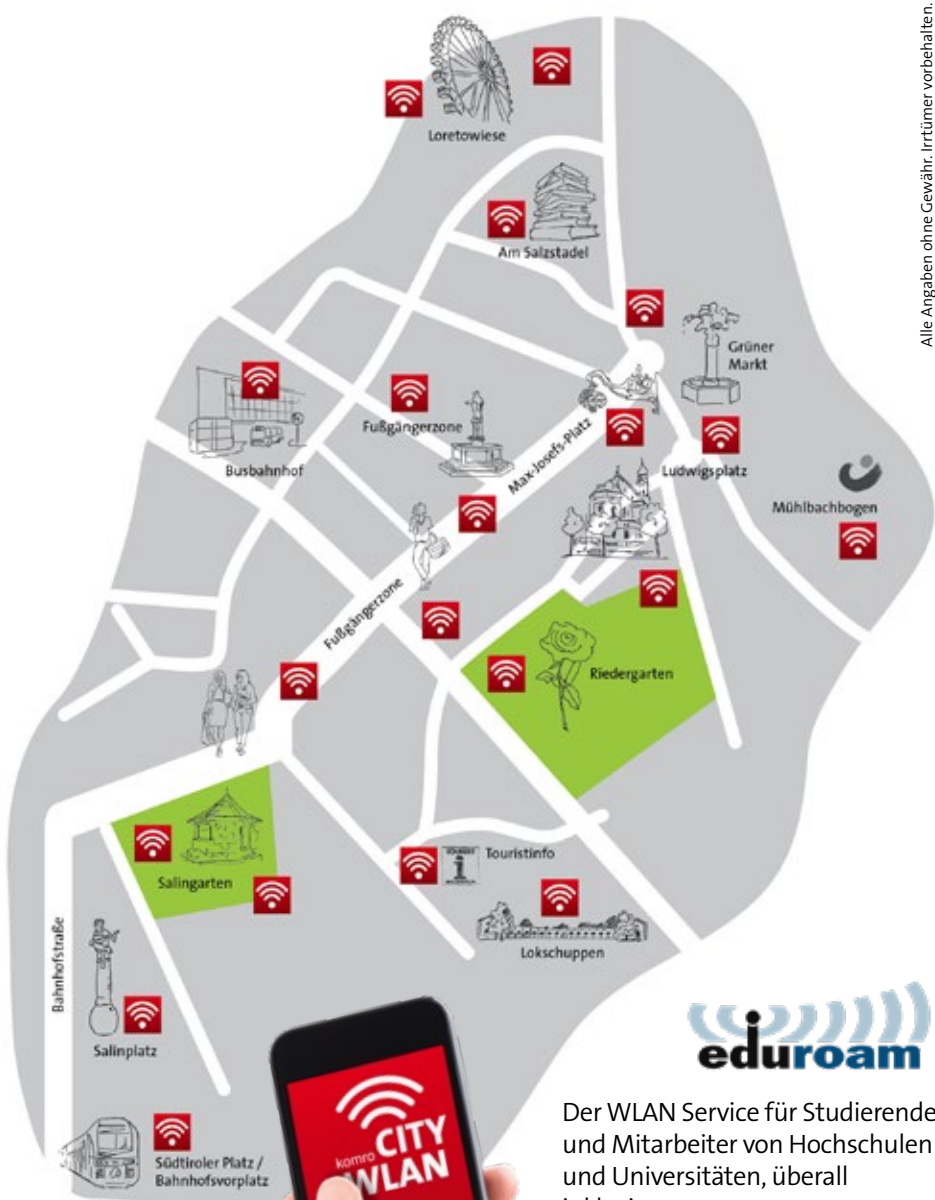 Alle Angaben ohne Gewähr. Irrtümer vorbehalten.
Loretowiese
Am Salzstadel
Grüner
Markt
Fußgängerzone
Max-Josefs-Platz
Ludwigsplatz
Busbahnhof
Mühlbachbogen
Fußgängerzone
Riedergarten
Touristinfo
Salingarten
Lokschuppen
Bahnhofstraße
Salinplatz
Südtiroler Platz /
Bahnhofsvorplatz
komro CITY
WLAN
eduroam
Der WLAN Service für Studierende
und Mitarbeiter von Hochschulen
und Universitäten, überall